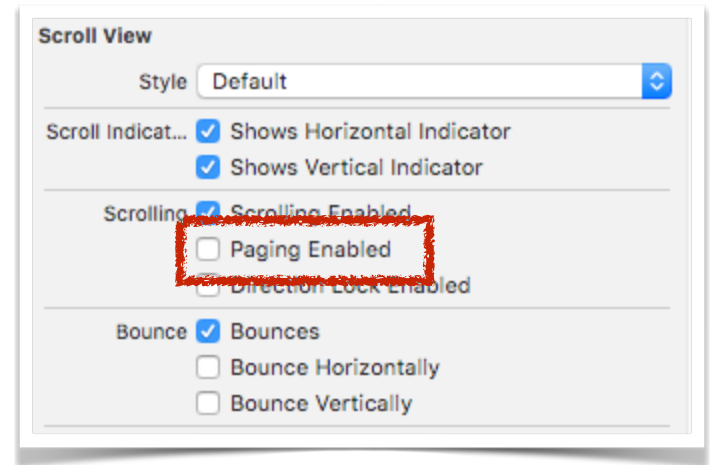 Scroll View
Style Default
Scroll Indicat... Shows Horizontal Indicator
Shows Vertical Indicator
Scrolling Scrolling Enabled
Paging Enabled
Direction Lock Enabled
Bounce Bounces
Bounce Horizontally
Bounce Vertically